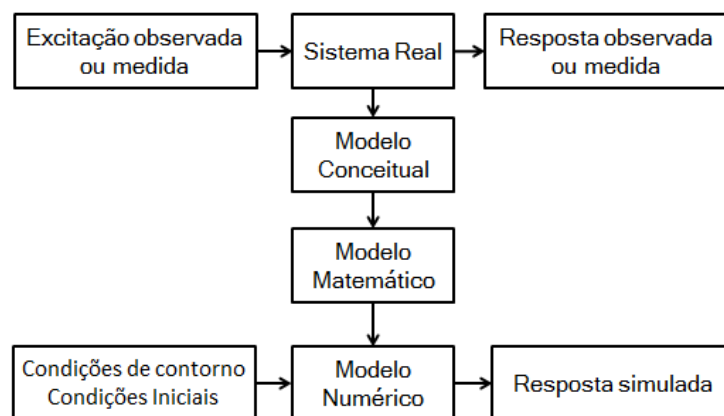 Excitação observada
ou medida
Sistema Real
Resposta observada
ou medida
Modelo
Conceitual
Modelo
Matemático
Condições de contorno
Condições Iniciais
Modelo
Numérico
Resposta simulada